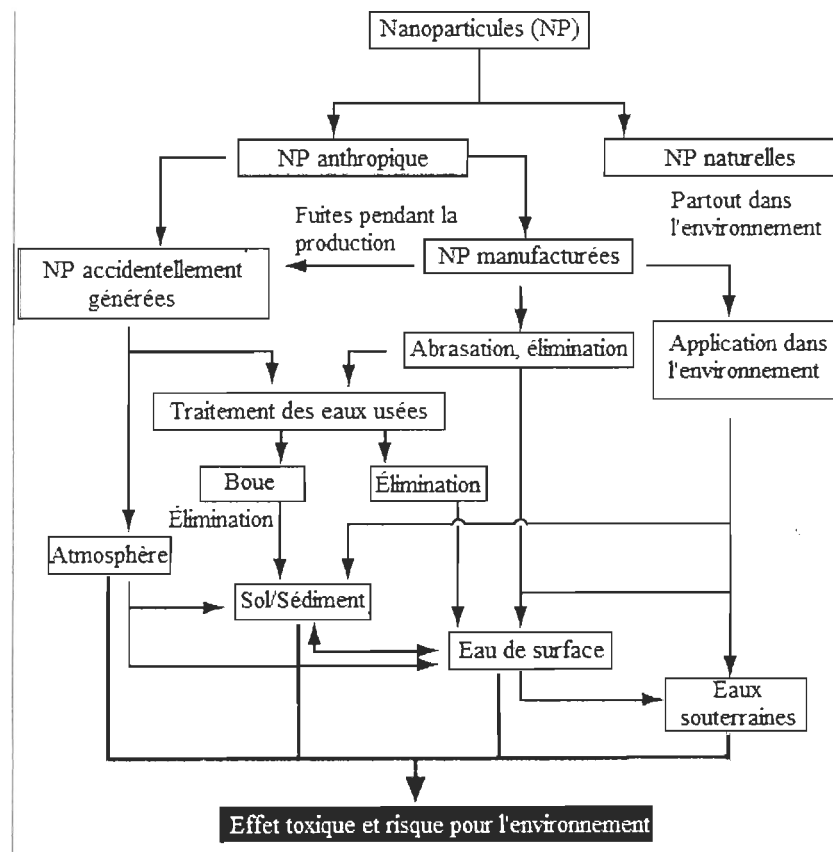 Nanoparticules (NP)
NP anthropique
NP naturelles
Partout dans
l'environnement
Fuites pendant la
production
NP accidentellement
générées
NP manufacturées
Abrasation, élimination
Application dans
l'environnement
Traitement des eaux usées
Boue
Élimination
Élimination
Atmosphère
Sol/Sédiment
Eau de surface
Eaux
souterraines
Effet toxique et risque pour l'environnement